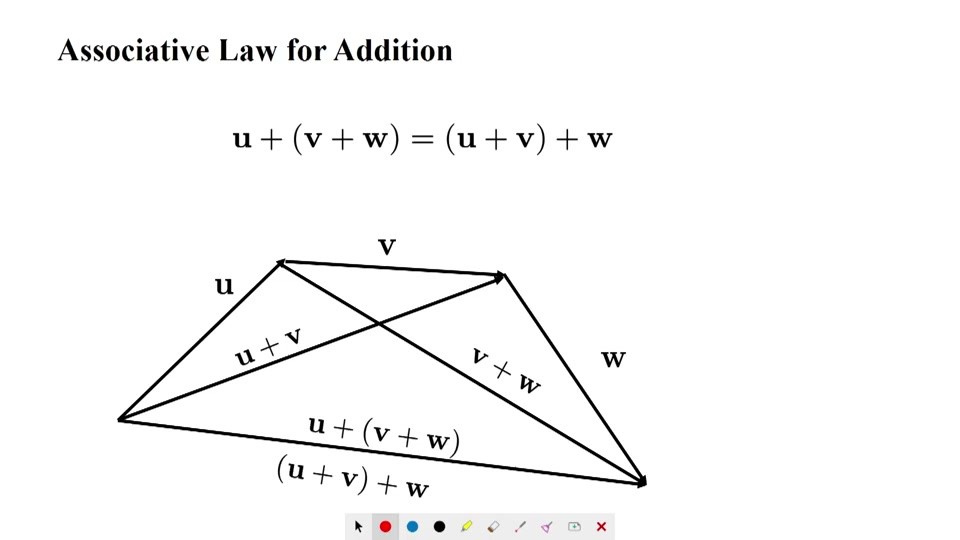 Associative Law for Addition
u + (v + w) = (u + v) + w
v
u
u + v
v + w
w
u + (v + w)
(u + v) + w